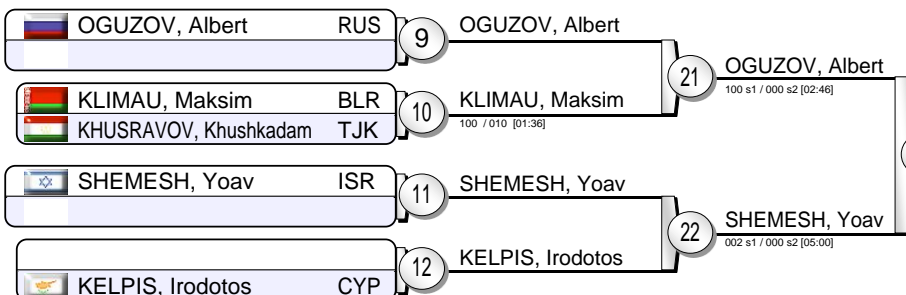 OGUZOV, Albert RUS
9
OGUZOV, Albert
21
OGUZOV, Albert
100 s1 / 000 s2 [02:46]
KLIMAU, Maksim BLR
KHUSRAVOV, Khushkadam TJK
10
KLIMAU, Maksim
100 / 010 [01:36]
SHEMESH, Yoav ISR
11
SHEMESH, Yoav
22
SHEMESH, Yoav
002 s1 / 000 s2 [05:00]
KELPIS, Irodotos CYP
12
KELPIS, Irodotos